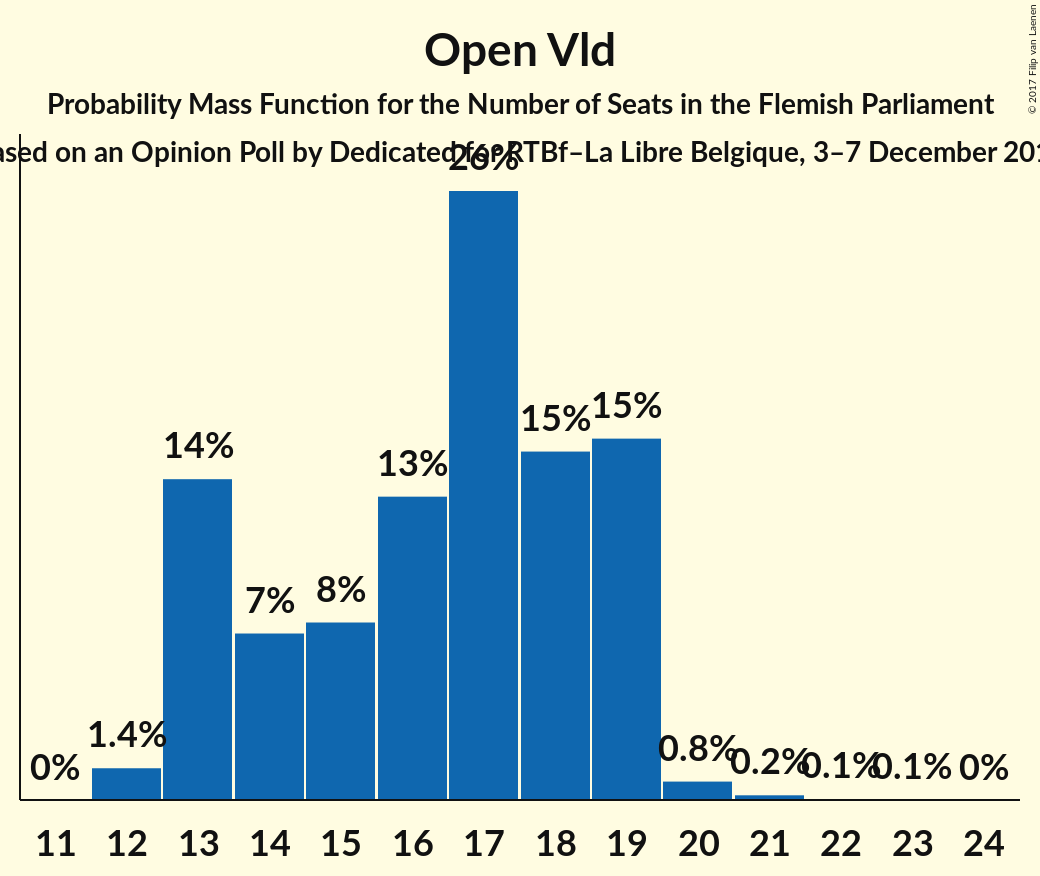 Open Vld
Probability Mass Function for the Number of Seats in the Flemish Parliament
on an Opinion Poll by Dedicated for RTBf–La Libre Belgique, 3–7 December
© 2017 Filip van Laenen
26%
15%
15%
14%
13%
8%
7%
1.4%
0.8%
0.2%
0.1%
0.1%
0%
0%
11 12 13 14 15 16 17 18 19 20 21 22 23 24